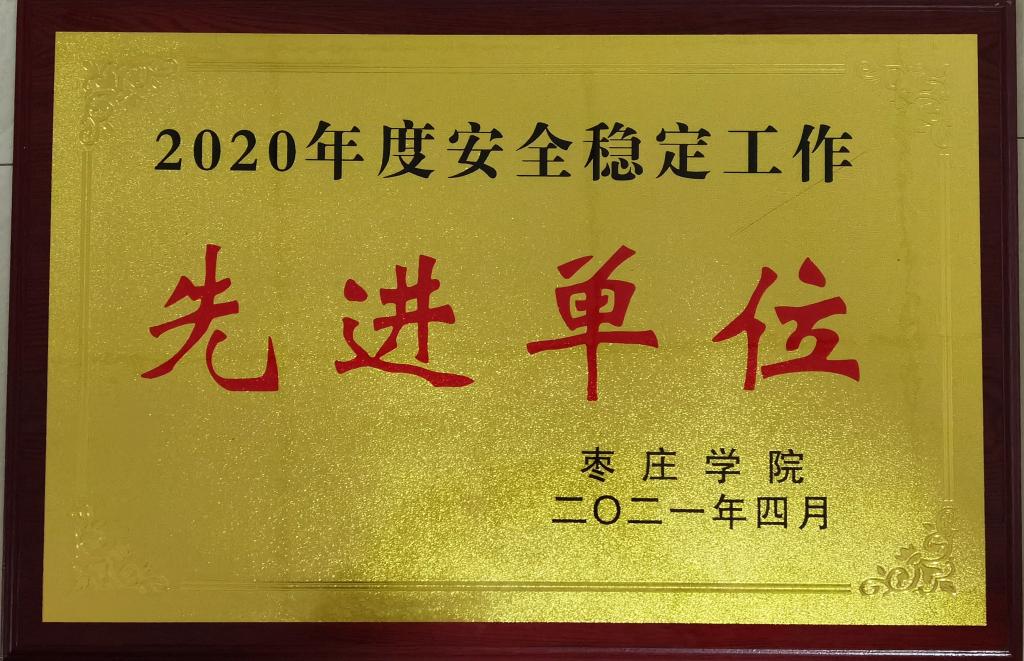 2020年度安全稳定工作
先进单位
枣庄学院
二〇二一年四月